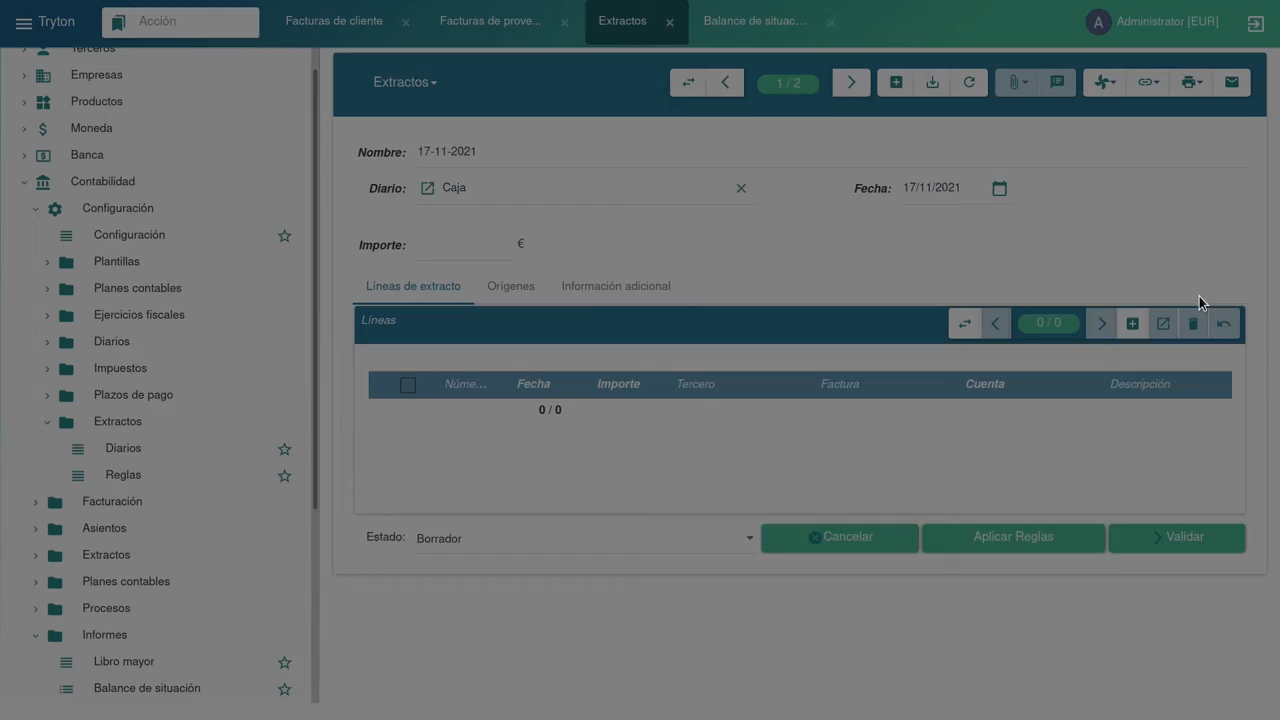 Tryton
Acción
Facturas de cliente
Facturas de prove...
Extractos
Balance de situac...
A
Administrator [EUR]
Terceros
Empresas
Productos
Moneda
Banca
Contabilidad
Configuración
Configuración
Plantillas
Planes contables
Ejercicios fiscales
Diarios
Impuestos
Plazos de pago
Extractos
Diarios
Reglas
Facturación
Asientos
Extractos
Planes contables
Procesos
Informes
Libro mayor
Balance de situación
Extractos
1 / 2
Nombre: 17-11-2021
Diario: Caja
Fecha: 17/11/2021
Importe: €
Líneas de extracto
Orígenes
Información adicional
Líneas
0 / 0
Núme... Fecha Importe Tercero Factura Cuenta Descripción
0 / 0
Estado: Borrador
Cancelar
Aplicar Reglas
Validar